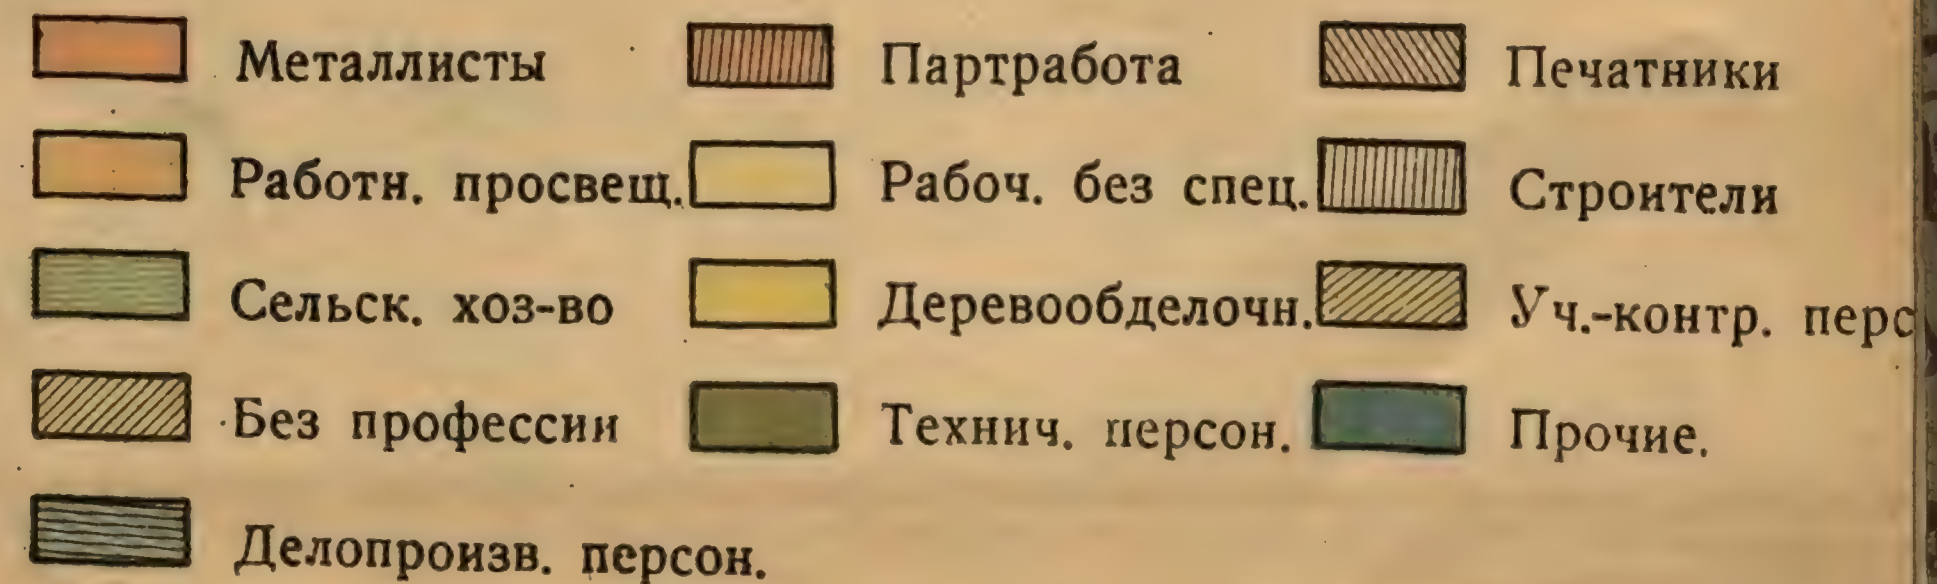 Металлисты
Работн. просвещ.
Сельск. хоз-во
Без профессии
Делопроизв. персон.
Партработа
Рабоч. без спец.
Деревообделочн.
Технич. персон.
Печатники
Строители
Уч.-контр. перс
Прочие.